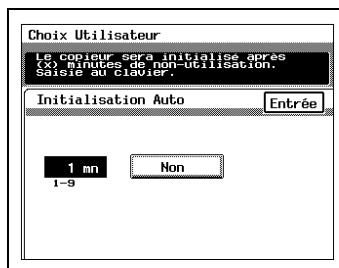 Choix Utilisateur
Le copieur sera initialisé après
(x) minutes de non-utilisation.
Saisie au clavier.
Initialisation Auto
Entrée
1 mn
Non
1-9